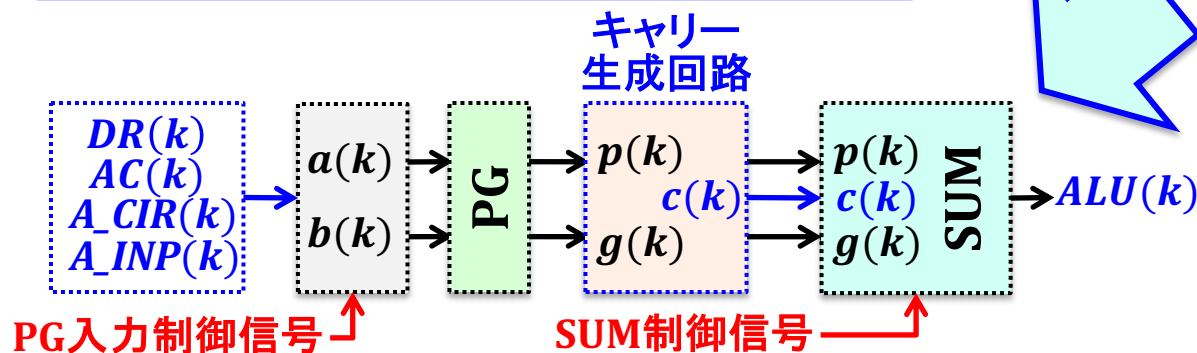 キャリー
生成回路
DR(k)
AC(k)
A_CIR(k)
A_INP(k)
a(k)
b(k)
PG
p(k)
c(k)
g(k)
p(k)
c(k)
g(k)
SUM
ALU(k)
PG入力制御信号
SUM制御信号